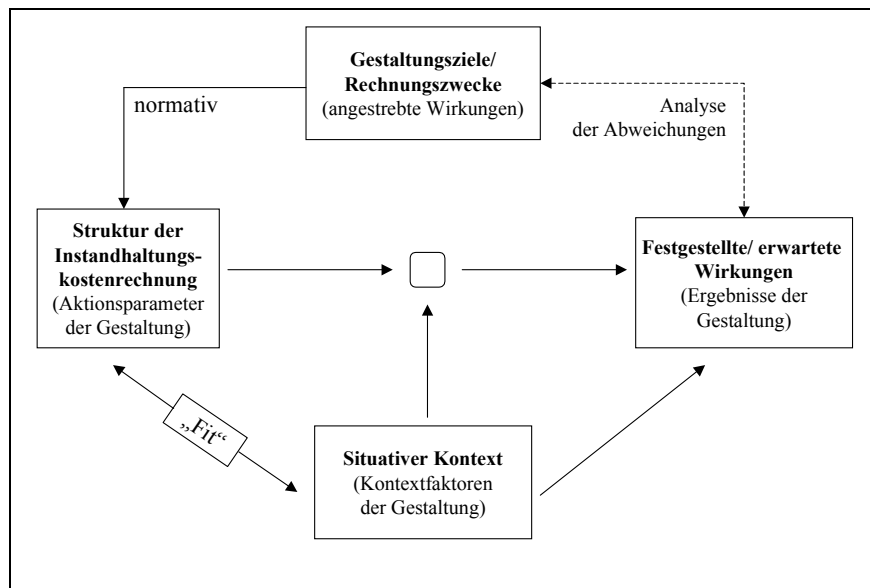 Gestaltungsziele/
Rechnungszwecke
(angestrebte Wirkungen)
normativ
Analyse
der Abweichungen
Struktur der
Instandhaltungs-
kostenrechnung
(Aktionsparameter
der Gestaltung)
Festgestellte/ erwartete
Wirkungen
(Ergebnisse der
Gestaltung)
„Fit“
Situativer Kontext
(Kontextfaktoren
der Gestaltung)